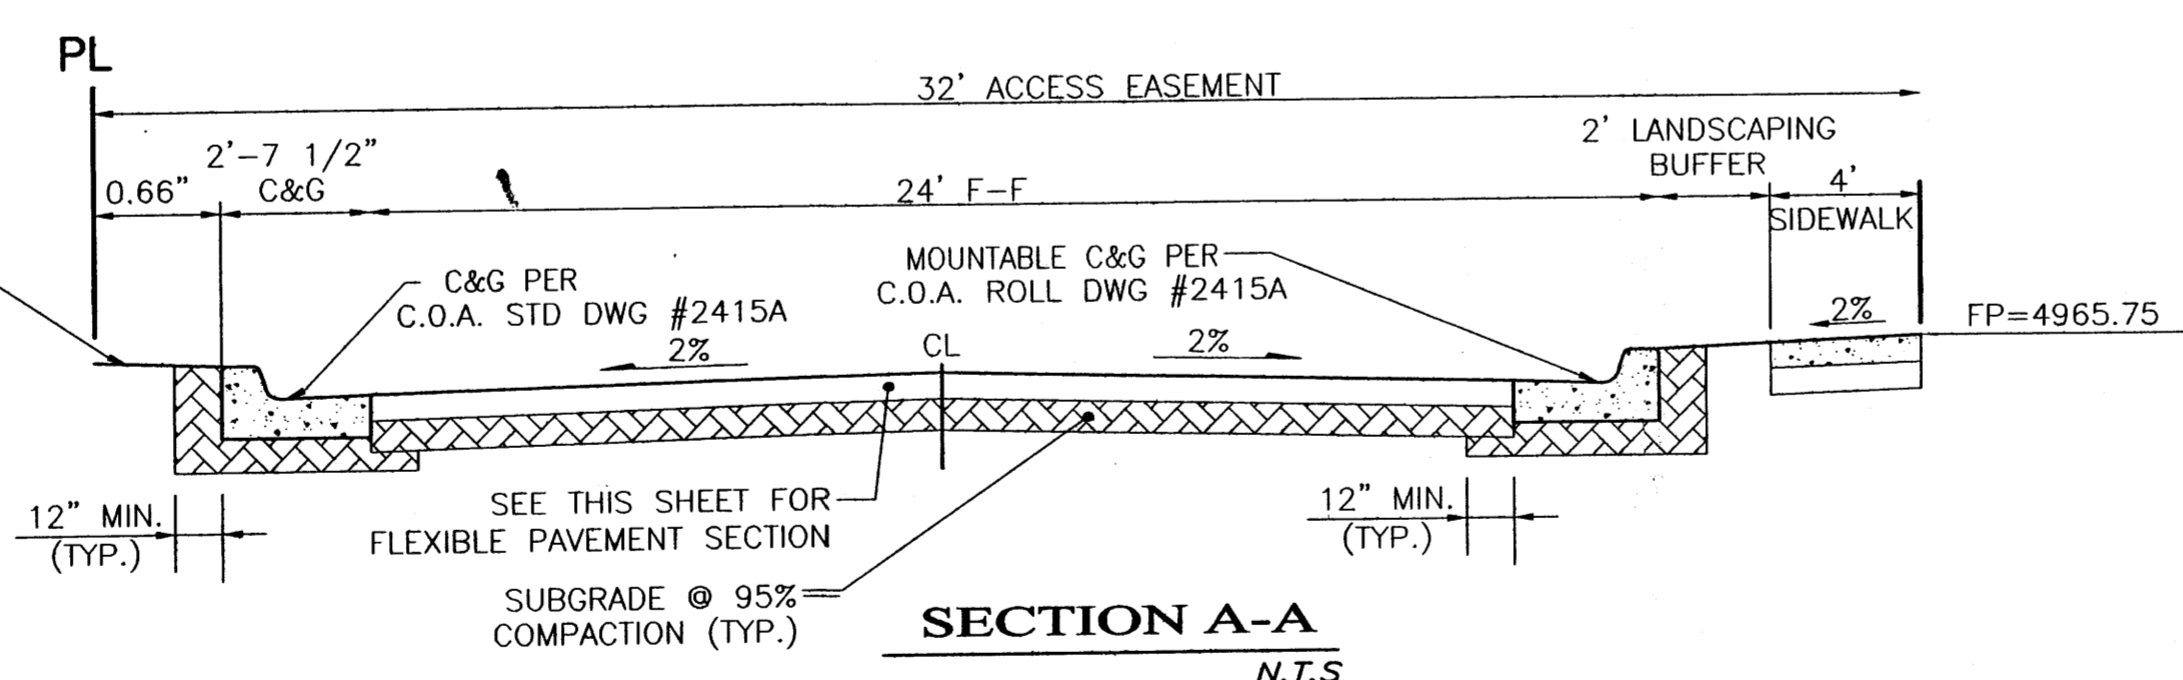 PL
32' ACCESS EASEMENT
2' LANDSCAPING
BUFFER
2'-7 1/2"
C&G
0.66"
24' F-F
4'
SIDEWALK
MOUNTABLE C&G PER
C.O.A. ROLL DWG #2415A
C&G PER
C.O.A. STD DWG #2415A
2%
CL
2%
2%
FP=4965.75
12" MIN.
(TYP.)
SEE THIS SHEET FOR
FLEXIBLE PAVEMENT SECTION
12" MIN.
(TYP.)
SUBGRADE @ 95%
COMPACTION (TYP.)
SECTION A-A
N.T.S